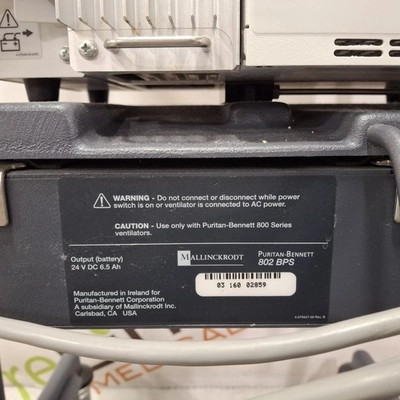 WARNING - Do not connect or disconnect while power
switch is on or ventilator is connected to AC power.
CAUTION - Use only with Puritan-Bennett 800 Series
ventilators.
Output (battery)
24 V DC 6.5 Ah
MALLINCKRODT
PURITAN-BENNETT
802 BPS
03 160 02859
Manufactured in Ireland for
Puritan-Bennett Corporation
A subsidiary of Mallinckrodt Inc.
Carlsbad, CA USA